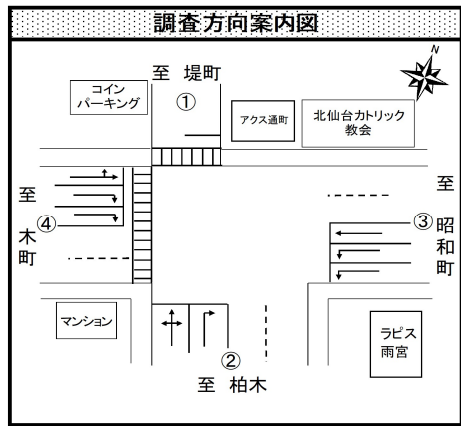 調査方向案内図
N
至 堤町
①
コイン
パーキング
アクス通町
北仙台カトリック
教会
至
木
町
④
至
昭
和
町
③
マンション
②
至 柏木
ラピス
雨宮